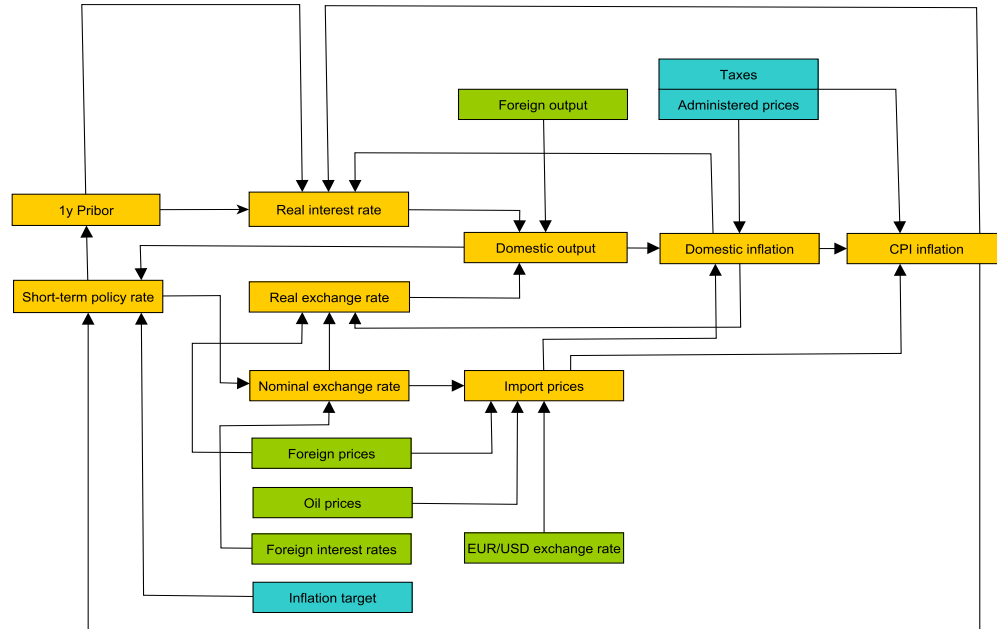 Taxes
Foreign output
Administered prices
1y Pribor
Real interest rate
Domestic output
Domestic inflation
CPI inflation
Short-term policy rate
Real exchange rate
Nominal exchange rate
Import prices
Foreign prices
Oil prices
Foreign interest rates
EUR/USD exchange rate
Inflation target